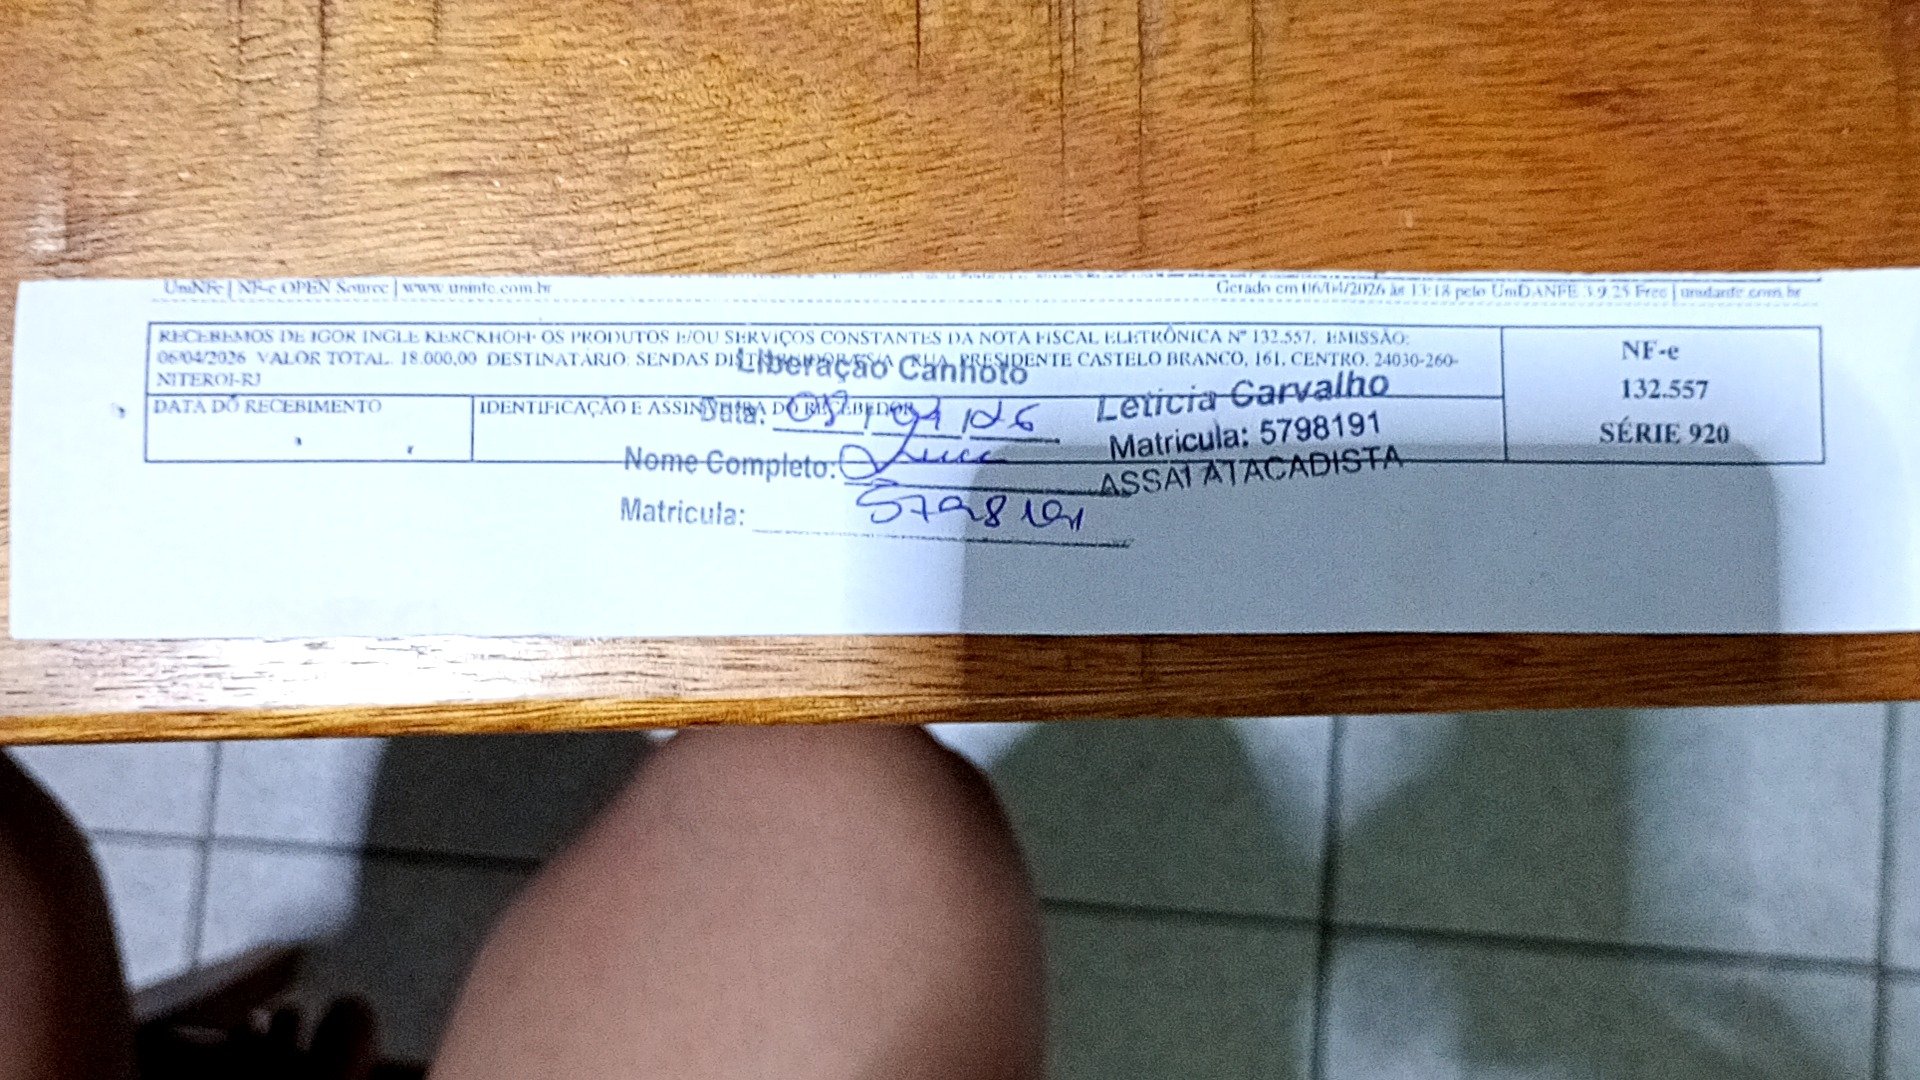 UniNFe | NF-e OPEN Source | www.uninfe.com.br
Gerado em 06/04/2026 às 13:18 pelo UniDANFE 3.9.25 Free | unidanfe.com.br
RECEBEMOS DE IGOR INGLE KERCKHOFF OS PRODUTOS E/OU SERVIÇOS CONSTANTES DA NOTA FISCAL ELETRÔNICA Nº 132.557. EMISSÃO:
06/04/2026 VALOR TOTAL: 18.000,00 DESTINATÁRIO: SENDAS DISTRIBUIDORA S/A - RUA PRESIDENTE CASTELO BRANCO, 161, CENTRO, 24030-260-
NITEROI-RJ
NF-e
132.557
SÉRIE 920
DATA DO RECEBIMENTO
IDENTIFICAÇÃO E ASSINATURA DO RECEBEDOR
Liberação Canhoto
Data: 08/04/26
Nome Completo:
Matricula: 5798191
Leticia Carvalho
Matricula: 5798191
ASSAI ATACADISTA